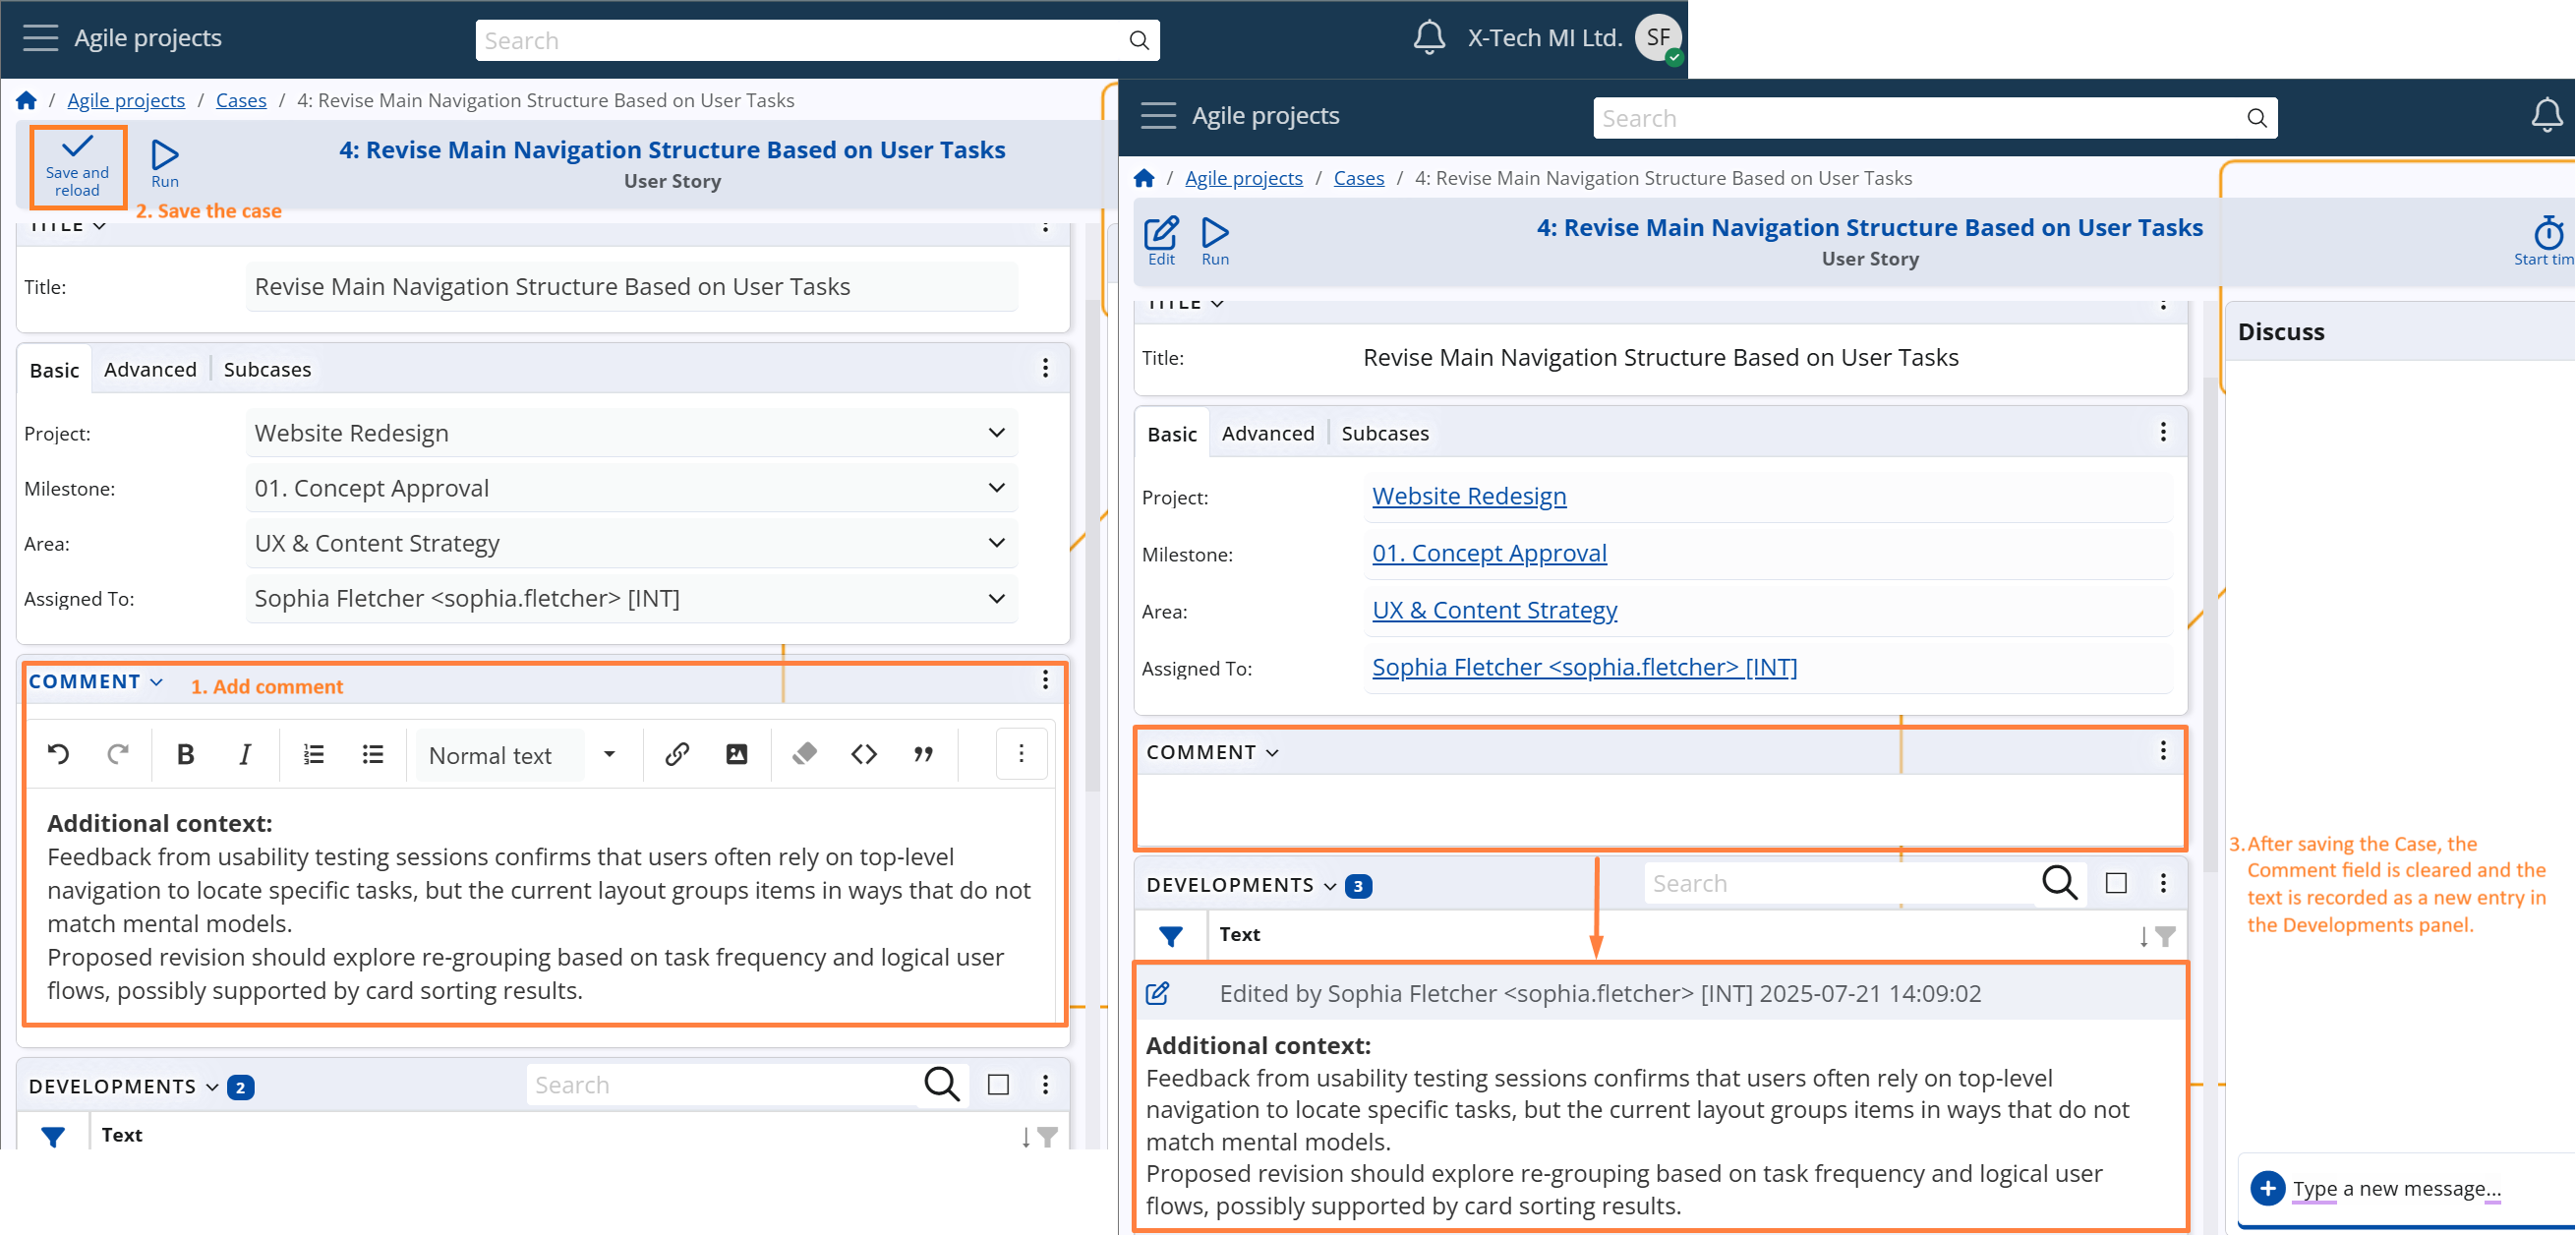 Agile projects
Search
X-Tech MI Ltd.
SF
/ Agile projects / Cases / 4: Revise Main Navigation Structure Based on User Tasks
Save and
reload
Run
4: Revise Main Navigation Structure Based on User Tasks
User Story
2. Save the case
TITLE
Title:
Revise Main Navigation Structure Based on User Tasks
Basic
Advanced
Subcases
Project:
Website Redesign
Milestone:
01. Concept Approval
Area:
UX & Content Strategy
Assigned To:
Sophia Fletcher <sophia.fletcher> [INT]
COMMENT
1. Add comment
B
I
Normal text
Additional context:
Feedback from usability testing sessions confirms that users often rely on top-level
navigation to locate specific tasks, but the current layout groups items in ways that do not
match mental models.
Proposed revision should explore re-grouping based on task frequency and logical user
flows, possibly supported by card sorting results.
DEVELOPMENTS
2
Search
Text
Agile projects
Search
/ Agile projects / Cases / 4: Revise Main Navigation Structure Based on User Tasks
Edit
Run
4: Revise Main Navigation Structure Based on User Tasks
User Story
Start tim
TITLE
Title:
Revise Main Navigation Structure Based on User Tasks
Discuss
Basic
Advanced
Subcases
Project:
Website Redesign
Milestone:
01. Concept Approval
Area:
UX & Content Strategy
Assigned To:
Sophia Fletcher <sophia.fletcher> [INT]
COMMENT
DEVELOPMENTS
3
Search
Text
Edited by Sophia Fletcher <sophia.fletcher> [INT] 2025-07-21 14:09:02
Additional context:
Feedback from usability testing sessions confirms that users often rely on top-level
navigation to locate specific tasks, but the current layout groups items in ways that do not
match mental models.
Proposed revision should explore re-grouping based on task frequency and logical user
flows, possibly supported by card sorting results.
3. After saving the Case, the
Comment field is cleared and the
text is recorded as a new entry in
the Developments panel.
Type a new message...